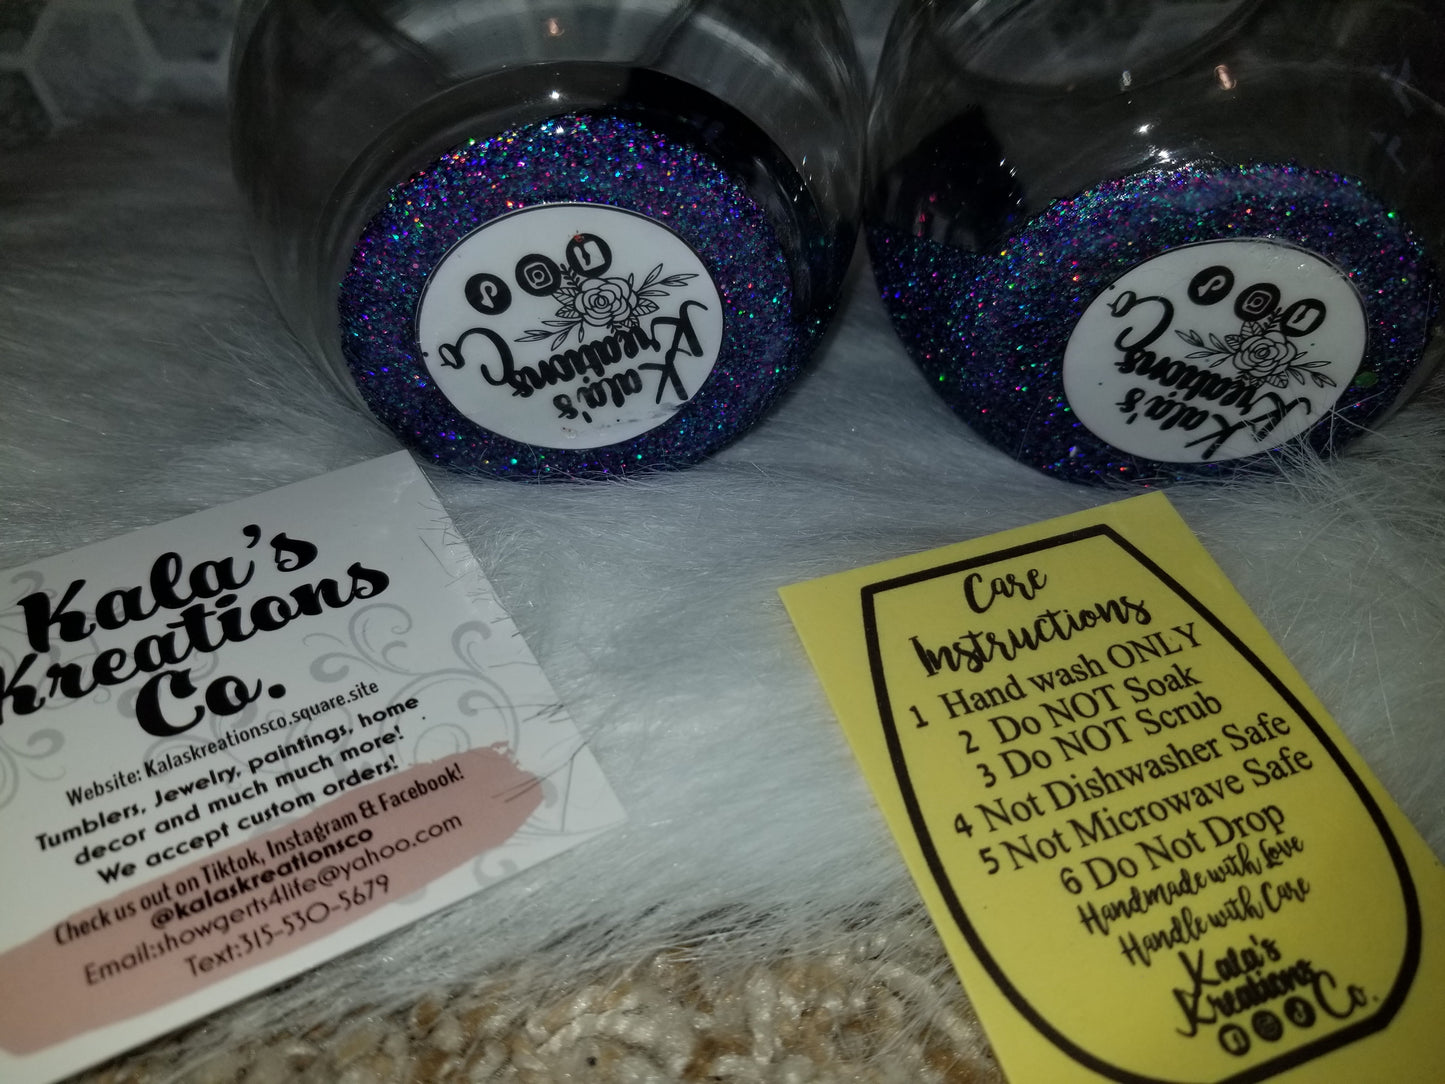 Kala's
Kreations
Co.
Kala's
Kreations
Co.
Kala's
Kreations
Co.
Website: Kalaskreationsco.square.site
Tumblers, Jewelry, paintings, home
decor and much much more!
We accept custom orders!
Check us out on Tiktok, Instagram & Facebook!
@kalaskreationsco
Email:showgerts4life@yahoo.com
Text:315-530-5679
Care
Instructions
1 Hand wash ONLY
2 Do NOT Soak
3 Do NOT Scrub
4 Not Dishwasher Safe
5 Not Microwave Safe
6 Do Not Drop
Handmade with Love
Handle with Care
Kala's
Kreations
Co.